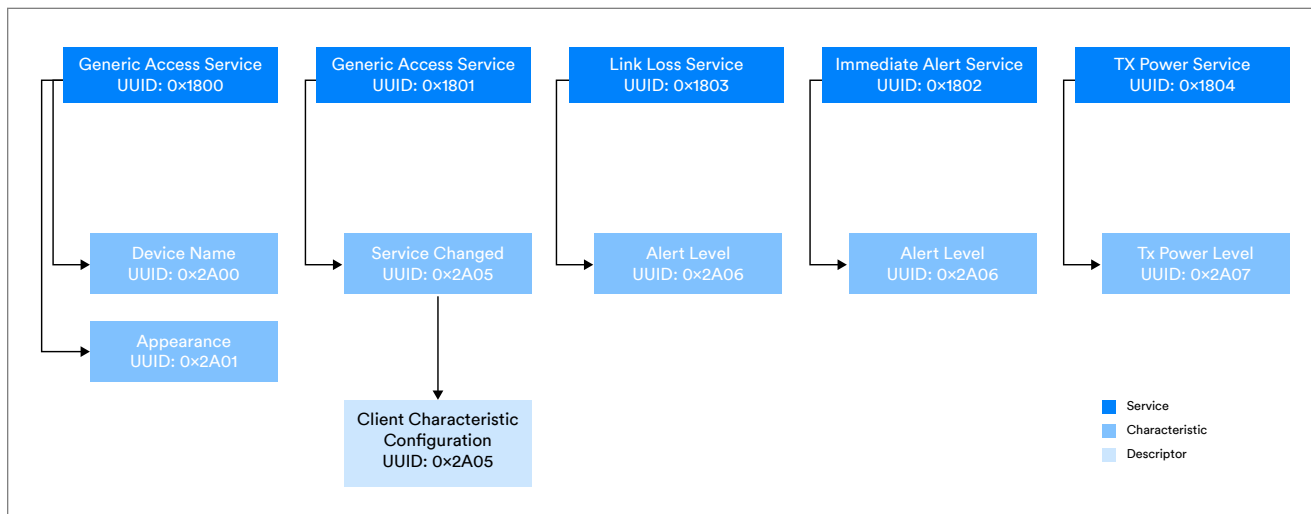 Generic Access Service
UUID: 0×1800
Generic Access Service
UUID: 0×1801
Link Loss Service
UUID: 0×1803
Immediate Alert Service
UUID: 0×1802
TX Power Service
UUID: 0×1804
Device Name
UUID: 0×2A00
Service Changed
UUID: 0×2A05
Alert Level
UUID: 0×2A06
Alert Level
UUID: 0×2A06
Tx Power Level
UUID: 0×2A07
Appearance
UUID: 0×2A01
Client Characteristic
Configuration
UUID: 0×2A05
Service
Characteristic
Descriptor